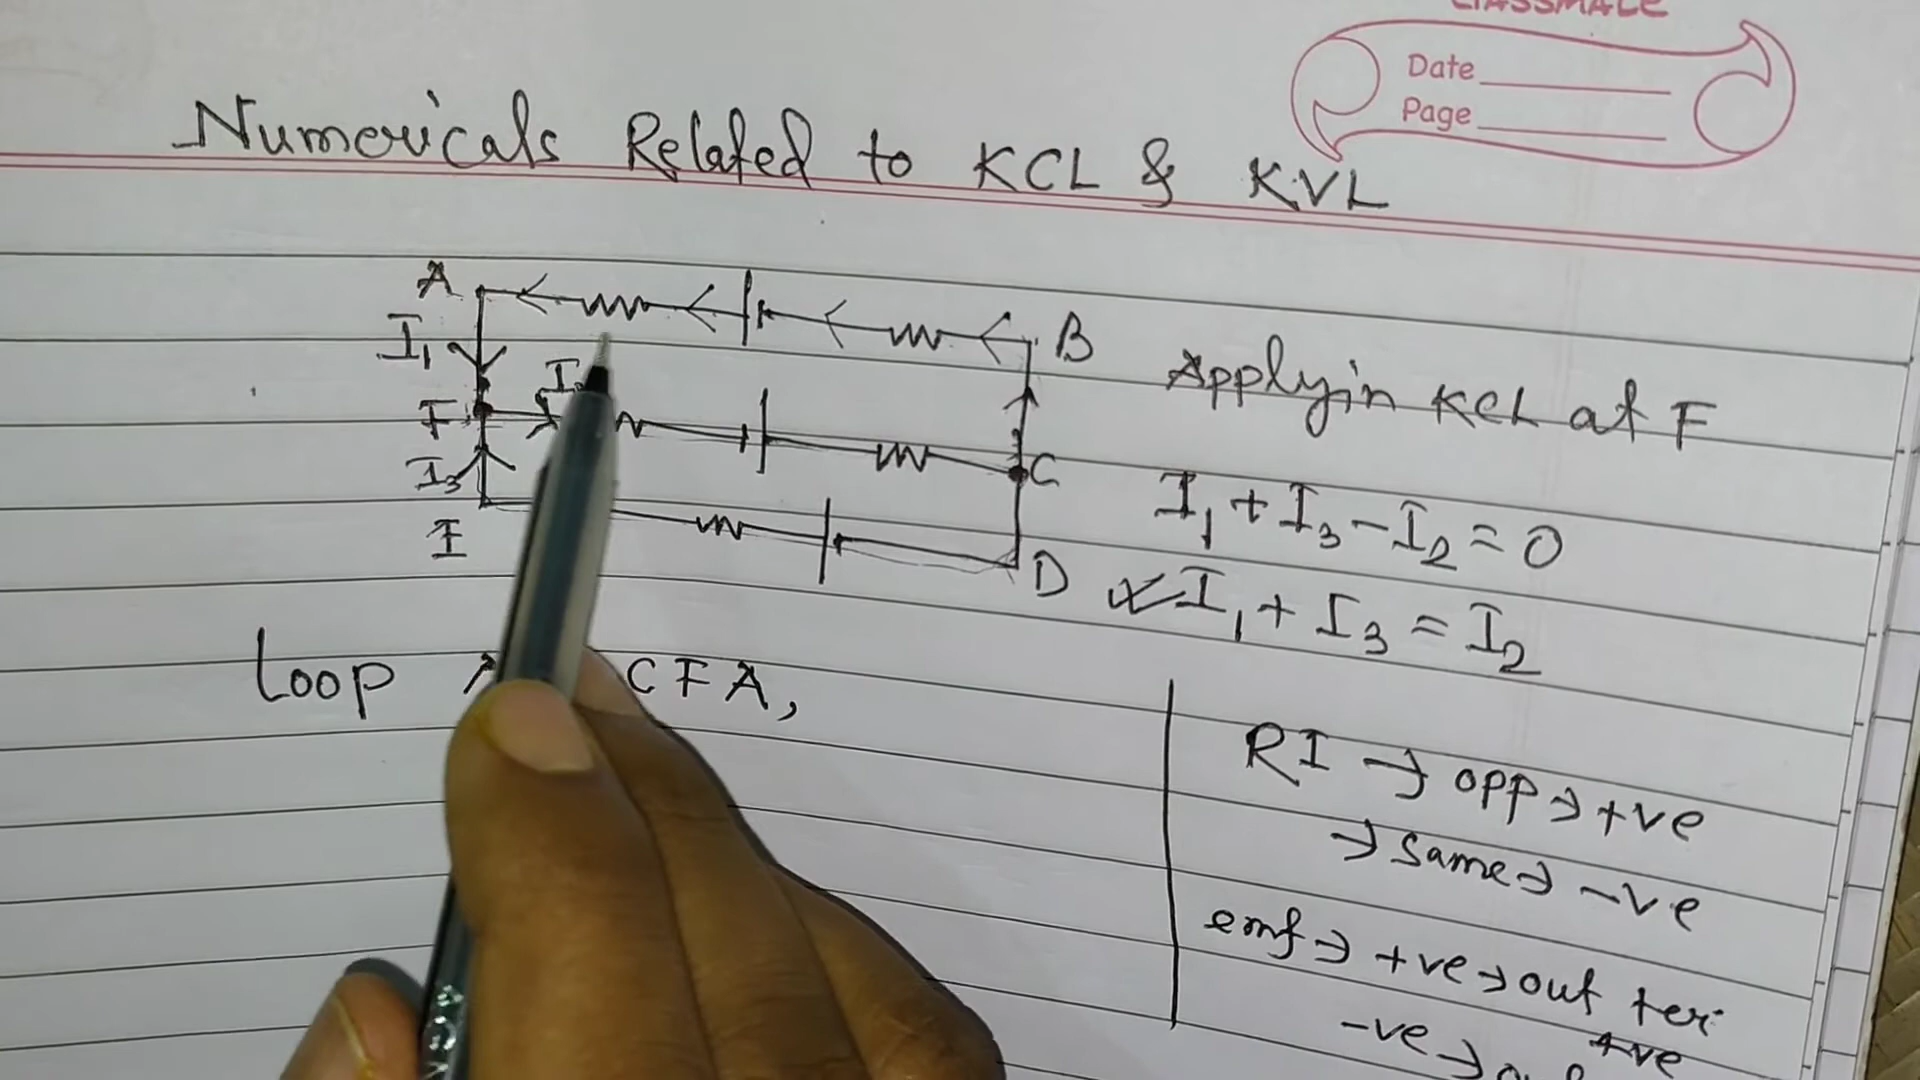 classmate
Date
Page
Numericals Related to KCL & KVL
A
I₁
F
I₃
I
B
C
D
Applyin KCL at F
I₁ + I₃ - I₂ = 0
I₁ + I₃ = I₂
Loop CFA,
RI → opp → +ve
→ same → -ve
emf → +ve → out ter
+ve
-ve →